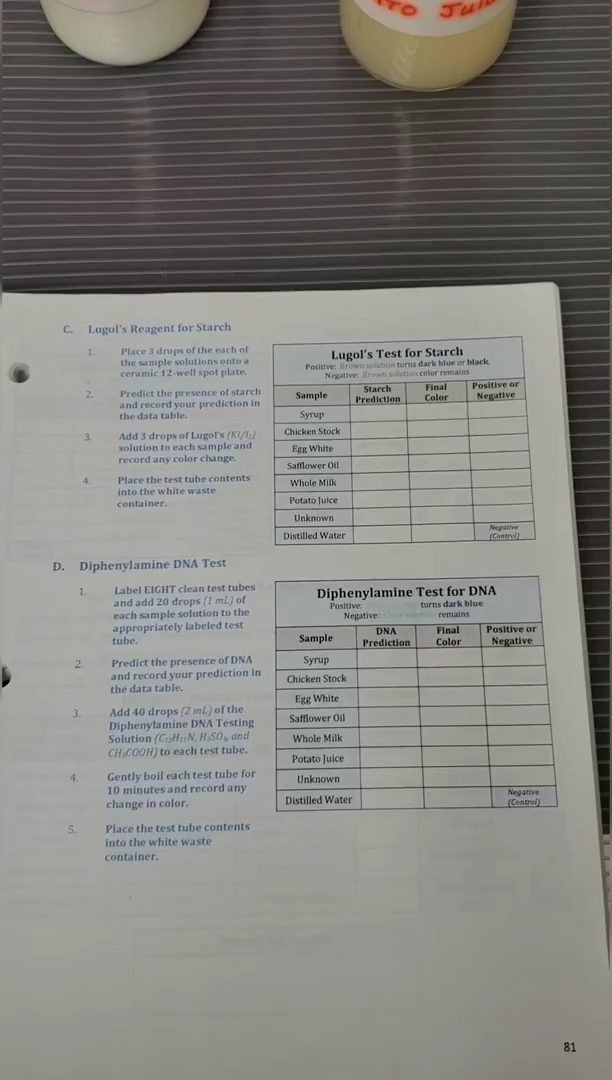 JUIC
C. Lugol's Reagent for Starch
1. Place 3 drops of the each of
the sample solutions onto a
ceramic 12-well spot plate.
2. Predict the presence of starch
and record your prediction in
the data table.
3. Add 3 drops of Lugol's (KI/I₂)
solution to each sample and
record any color change.
4. Place the test tube contents
into the white waste
container.
Lugol's Test for Starch
Positive: Brown solution turns dark blue or black
Negative: Brown solution color remains
Sample Starch Prediction Final Color Positive or Negative
Syrup
Chicken Stock
Egg White
Safflower Oil
Whole Milk
Potato Juice
Unknown
Distilled Water Negative (Control)
D. Diphenylamine DNA Test
1. Label EIGHT clean test tubes
and add 20 drops (1 mL) of
each sample solution to the
appropriately labeled test
tube.
2. Predict the presence of DNA
and record your prediction in
the data table.
3. Add 40 drops (2 mL) of the
Diphenylamine DNA Testing
Solution (C₁₂H₁₁N, H₂SO₄, and
CH₃COOH) to each test tube.
4. Gently boil each test tube for
10 minutes and record any
change in color.
5. Place the test tube contents
into the white waste
container.
Diphenylamine Test for DNA
Positive: turns dark blue
Negative: remains
Sample DNA Prediction Final Color Positive or Negative
Syrup
Chicken Stock
Egg White
Safflower Oil
Whole Milk
Potato Juice
Unknown
Distilled Water Negative (Control)
81